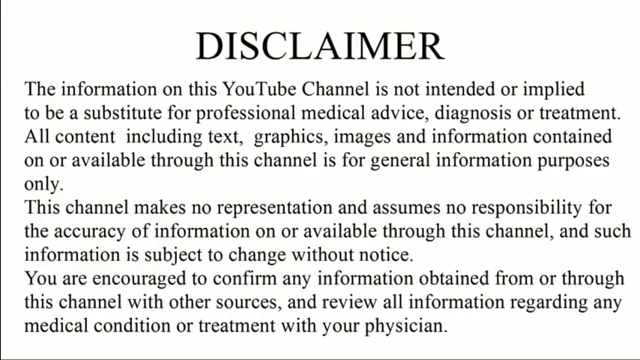 DISCLAIMER
The information on this YouTube Channel is not intended or implied
to be a substitute for professional medical advice, diagnosis or treatment.
All content  including text,  graphics, images and information contained
on or available through this channel is for general information purposes
only.
This channel makes no representation and assumes no responsibility for
the accuracy of information on or available through this channel, and such
information is subject to change without notice.
You are encouraged to confirm any information obtained from or through
this channel with other sources, and review all information regarding any
medical condition or treatment with your physician.